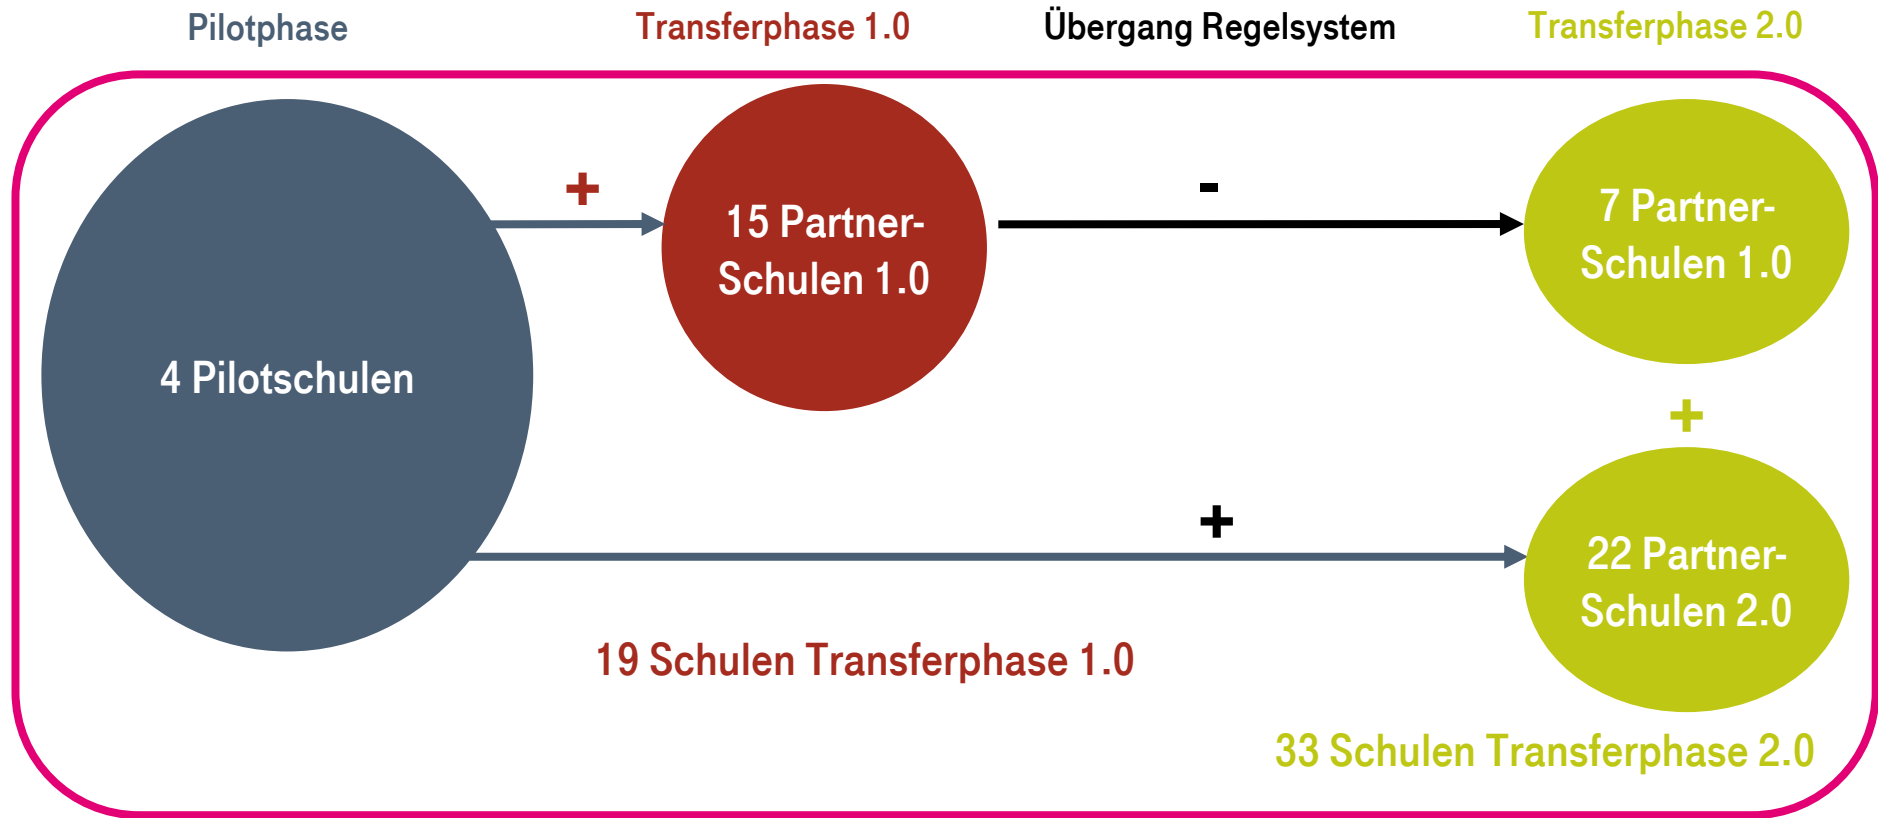 Pilotphase
Transferphase 1.0
Übergang Regelsystem
Transferphase 2.0
4 Pilotschulen
+
15 Partner-
Schulen 1.0
-
7 Partner-
Schulen 1.0
+
+
22 Partner-
Schulen 2.0
19 Schulen Transferphase 1.0
33 Schulen Transferphase 2.0